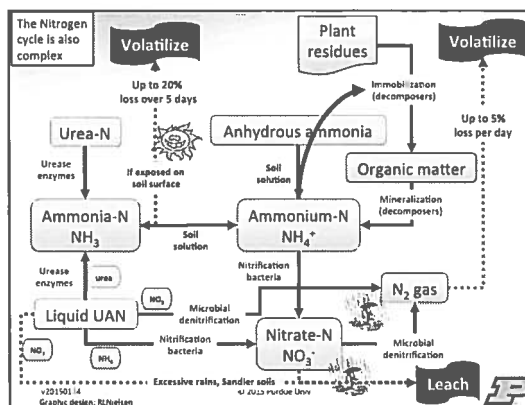 The Nitrogen
cycle is also
complex
Volatilize
Plant
residues
Volatilize
Up to 20%
loss over 5 days
Immobilization
(decomposers)
Up to 5%
loss per day
Urea-N
Anhydrous ammonia
Urease
enzymes
If exposed on
soil surface
Soil
solution
Organic matter
Mineralization
(decomposers)
Ammonia-N
NH₃
Soil
solution
Ammonium-N
NH₄⁺
Urease
enzymes
urea
Nitrification
bacteria
N₂ gas
Liquid UAN
NO₃
Microbial
denitrification
NO₃
NH₄
Nitrification
bacteria
Nitrate-N
NO₃⁻
Microbial
denitrification
Excessive rains, Sandier soils
Leach
v20150114
© 2015 Purdue Univ
Graphic design: RLNielsen
P